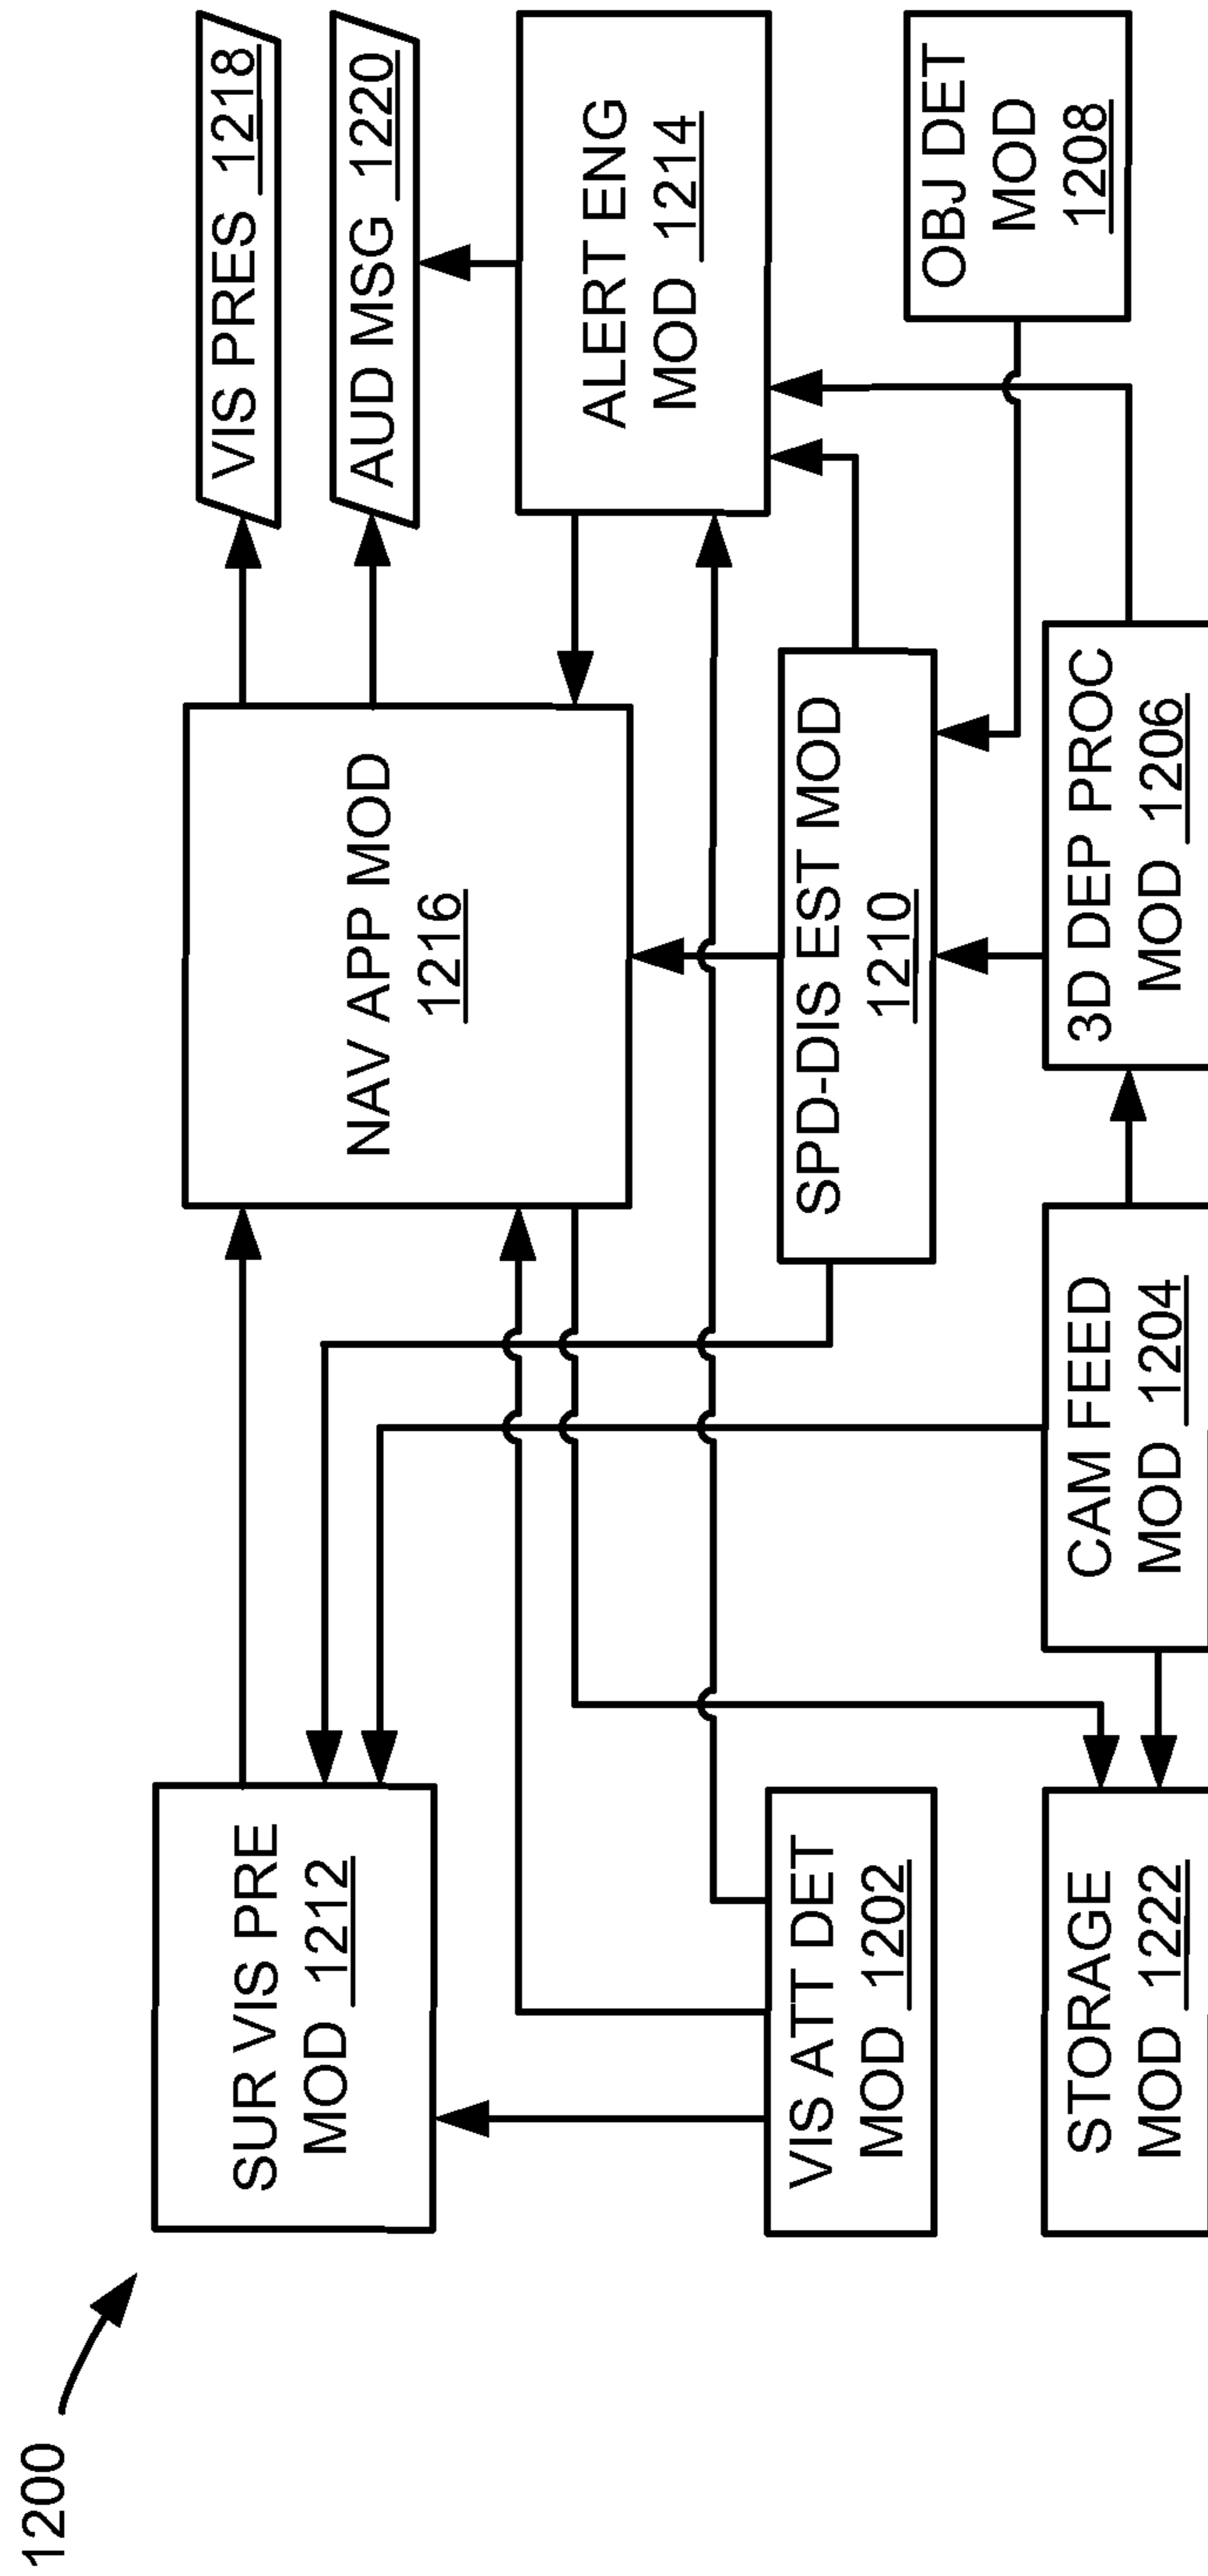 1200
SUR VIS PRE
MOD 1212
NAV APP MOD
1216
VIS PRES 1218
AUD MSG 1220
ALERT ENG
MOD 1214
VIS ATT DET
MOD 1202
SPD-DIS EST MOD
1210
OBJ DET
MOD
1208
STORAGE
MOD 1222
CAM FEED
MOD 1204
3D DEP PROC
MOD 1206